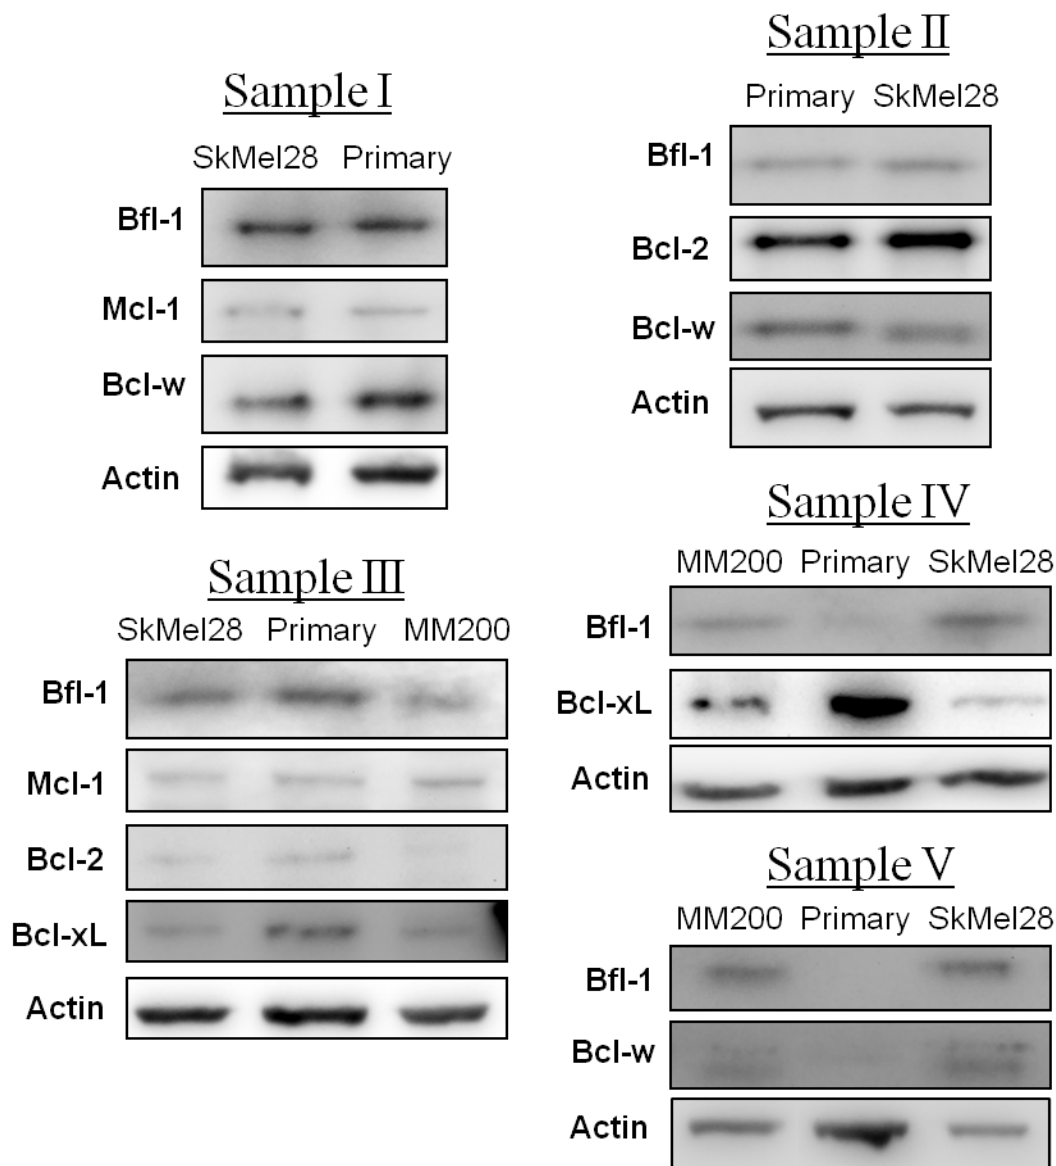 Sample I
SkMel28 Primary
Bfl-1
Mcl-1
Bcl-w
Actin
Sample II
Primary SkMel28
Bfl-1
Bcl-2
Bcl-w
Actin
Sample III
SkMel28 Primary MM200
Bfl-1
Mcl-1
Bcl-2
Bcl-xL
Actin
Sample IV
MM200 Primary SkMel28
Bfl-1
Bcl-xL
Actin
Sample V
MM200 Primary SkMel28
Bfl-1
Bcl-w
Actin